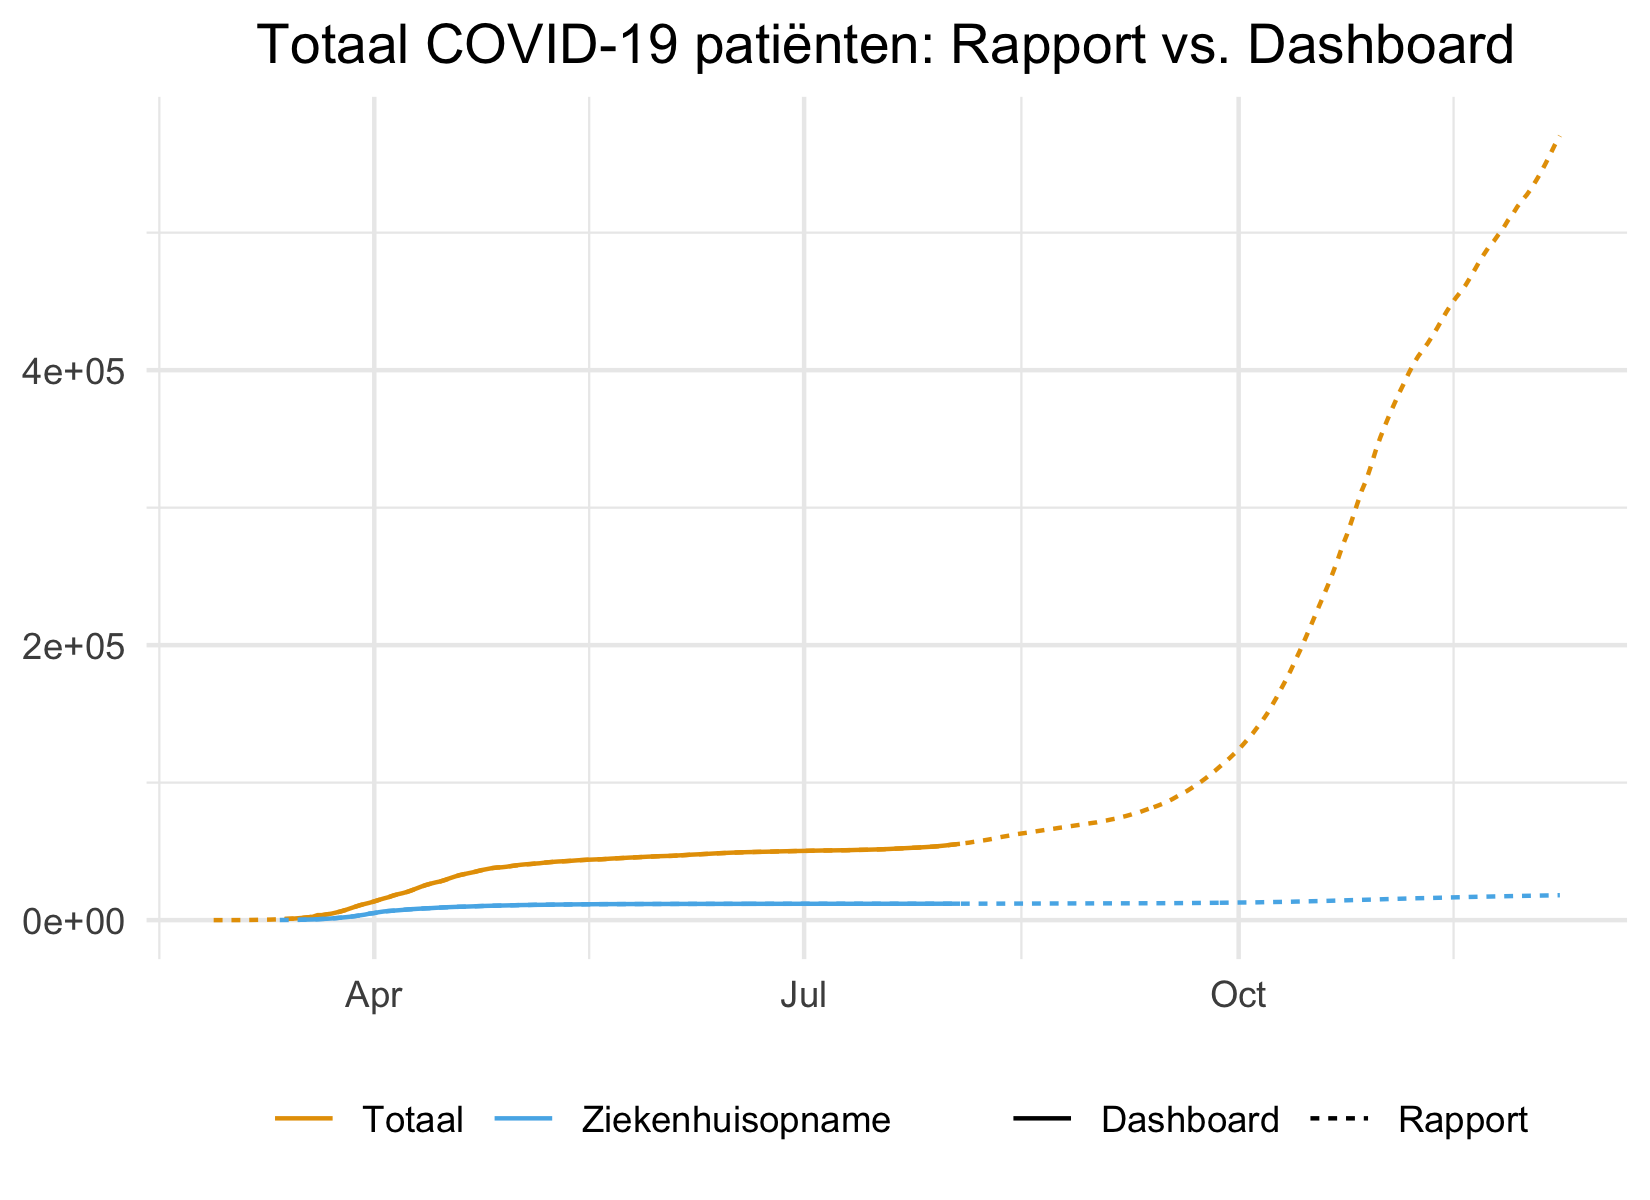 Totaal COVID-19 patiënten: Rapport vs. Dashboard
4e+05
2e+05
0e+00
Apr Jul Oct
Totaal Ziekenhuisopname Dashboard Rapport